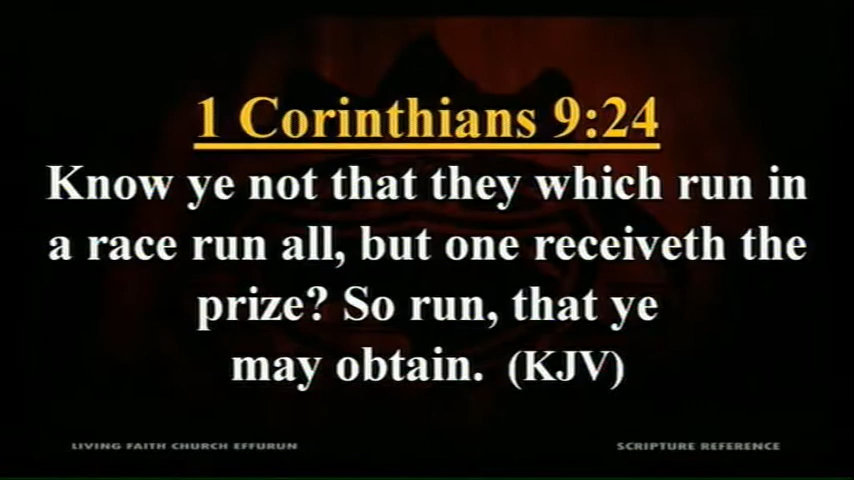 1 Corinthians 9:24
Know ye not that they which run in
a race run all, but one receiveth the
prize? So run, that ye
may obtain. (KJV)
LIVING FAITH CHURCH EFFURUN
SCRIPTURE REFERENCE